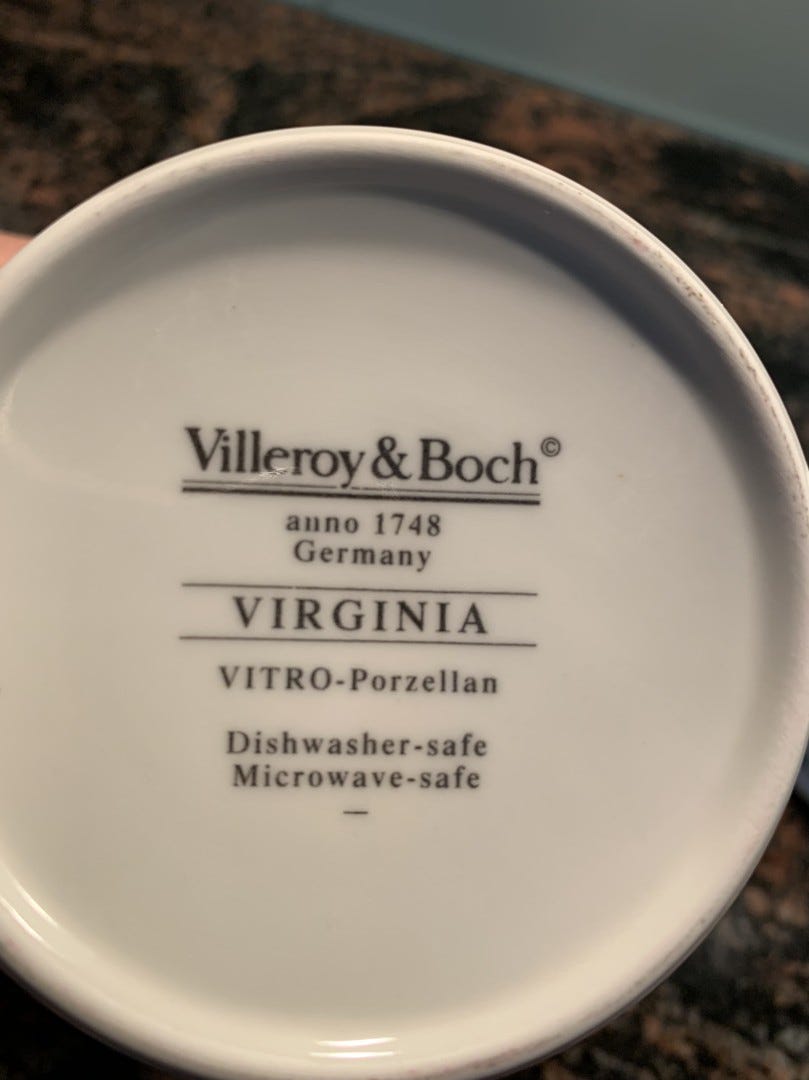 Villeroy & Boch©
anno 1748
Germany
VIRGINIA
VITRO-Porzellan
Dishwasher-safe
Microwave-safe